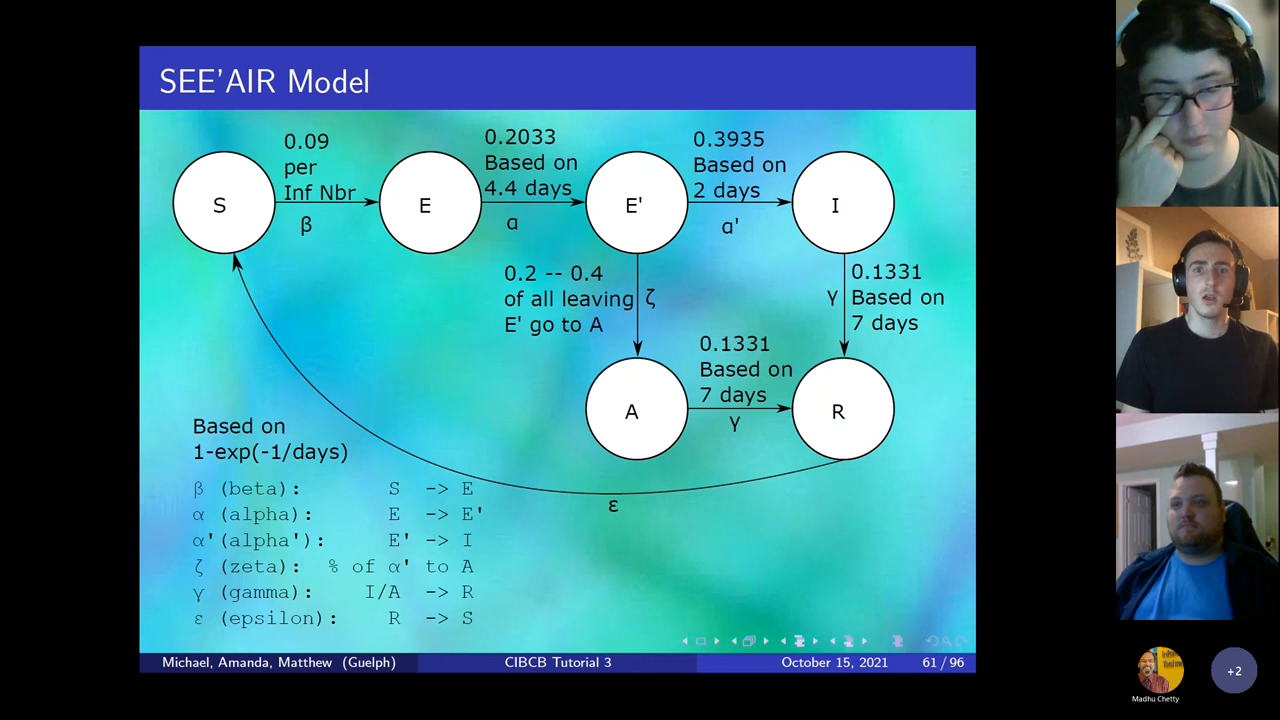 SEE'AIR Model
0.09
per
Inf Nbr
β
0.2033
Based on
4.4 days
α
0.3935
Based on
2 days
α'
S
E
E'
I
0.2 -- 0.4
of all leaving
E' go to A
ζ
γ
0.1331
Based on
7 days
0.1331
Based on
7 days
γ
A
R
ε
Based on
1-exp(-1/days)
β (beta): S -> E
α (alpha): E -> E'
α'(alpha'): E' -> I
ζ (zeta): % of α' to A
γ (gamma): I/A -> R
ε (epsilon): R -> S
Michael, Amanda, Matthew (Guelph) CIBCB Tutorial 3 October 15, 2021 61 / 96
Madhu Chetty
+2